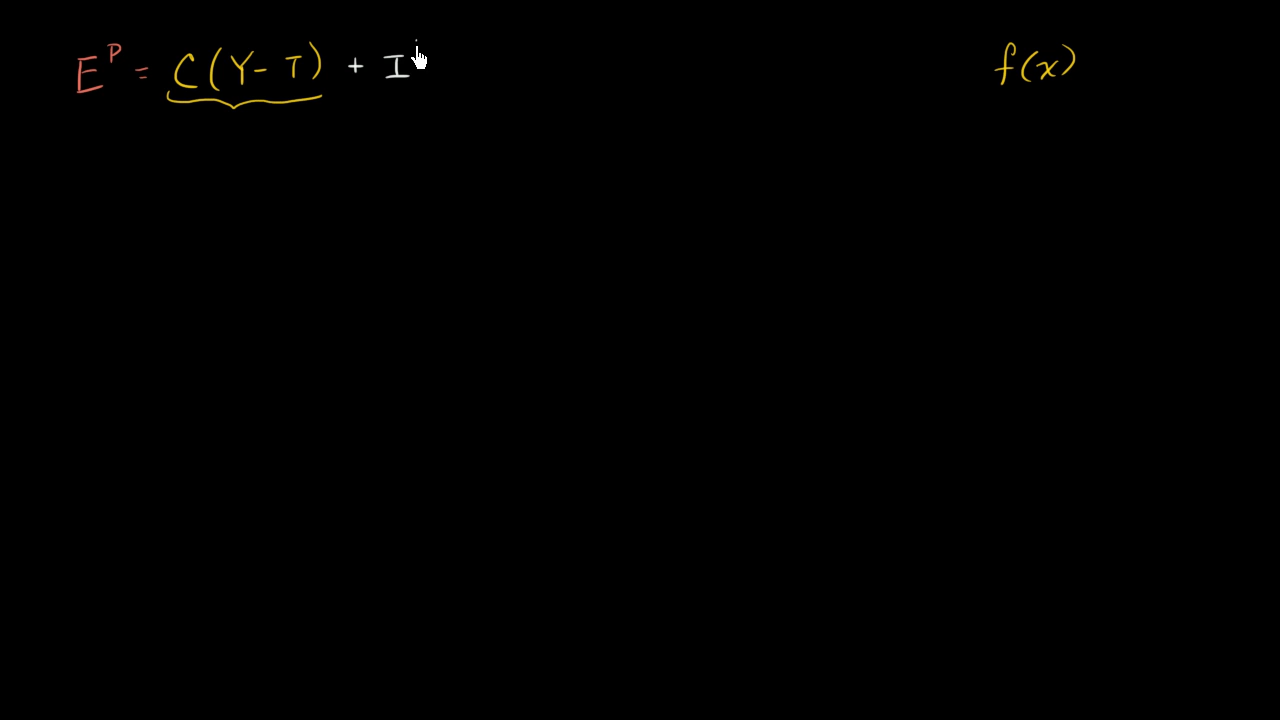 E^P = C(Y-T) + I
f(x)